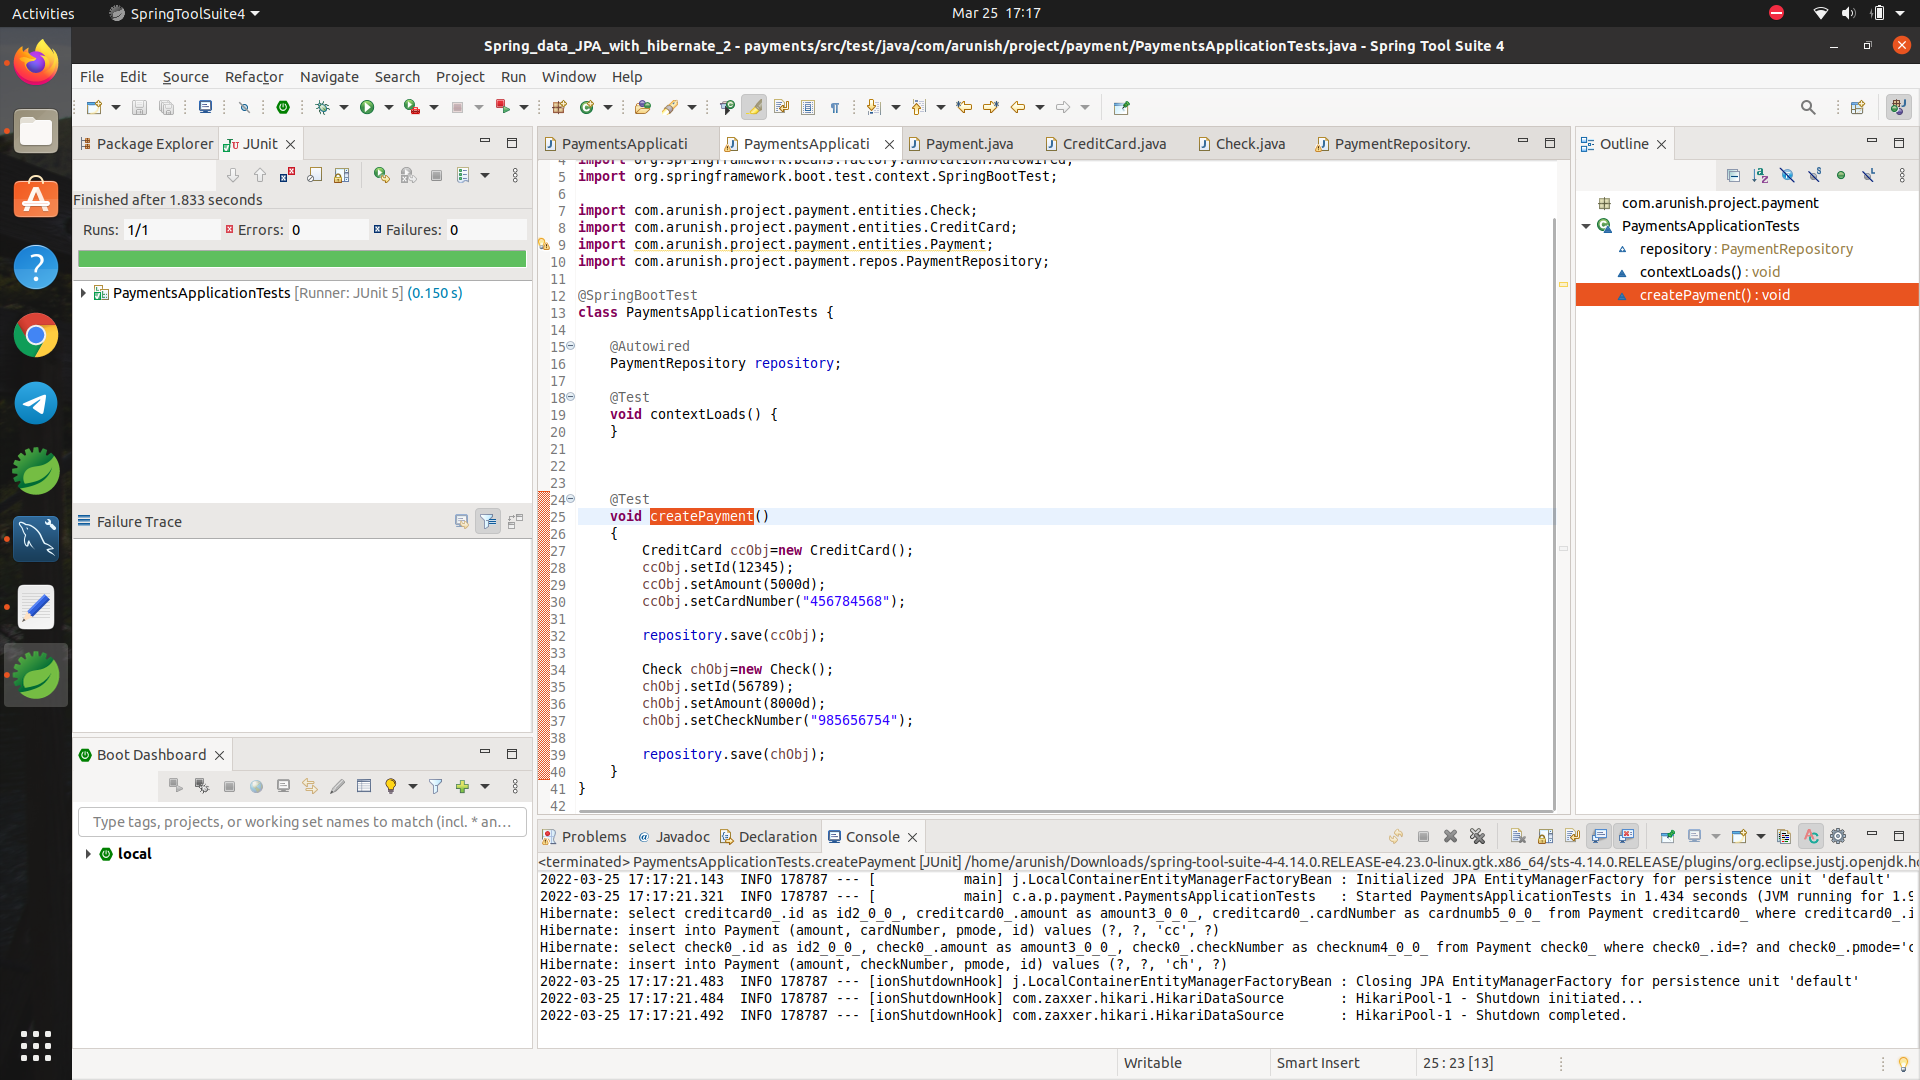 Activities
SpringToolSuite4
Mar 25 17:17
Spring_data_JPA_with_hibernate_2 - payments/src/test/java/com/arunish/project/payment/PaymentsApplicationTests.java - Spring Tool Suite 4
File Edit Source Refactor Navigate Search Project Run Window Help
Package Explorer
JUnit
Finished after 1.833 seconds
Runs: 1/1 Errors: 0 Failures: 0
PaymentsApplicationTests [Runner: JUnit 5] (0.150 s)
Failure Trace
Boot Dashboard
Type tags, projects, or working set names to match (incl. * an...
local
PaymentsApplicati
PaymentsApplicati
Payment.java
CreditCard.java
Check.java
PaymentRepository.
4 import org.springframework.beans.factory.annotation.Autowired;
5 import org.springframework.boot.test.context.SpringBootTest;
6
7 import com.arunish.project.payment.entities.Check;
8 import com.arunish.project.payment.entities.CreditCard;
9 import com.arunish.project.payment.entities.Payment;
10 import com.arunish.project.payment.repos.PaymentRepository;
11
12 @SpringBootTest
13 class PaymentsApplicationTests {
14
15 @Autowired
16 PaymentRepository repository;
17
18 @Test
19 void contextLoads() {
20 }
21
22
23
24 @Test
25 void createPayment()
26 {
27 CreditCard ccObj=new CreditCard();
28 ccObj.setId(12345);
29 ccObj.setAmount(5000d);
30 ccObj.setCardNumber("456784568");
31
32 repository.save(ccObj);
33
34 Check chObj=new Check();
35 chObj.setId(56789);
36 chObj.setAmount(8000d);
37 chObj.setCheckNumber("985656754");
38
39 repository.save(chObj);
40 }
41 }
42
Outline
com.arunish.project.payment
PaymentsApplicationTests
repository : PaymentRepository
contextLoads() : void
createPayment() : void
Problems
Javadoc
Declaration
Console
<terminated> PaymentsApplicationTests.createPayment [JUnit] /home/arunish/Downloads/spring-tool-suite-4-4.14.0.RELEASE-e4.23.0-linux.gtk.x86_64/sts-4.14.0.RELEASE/plugins/org.eclipse.justj.openjdk.ho
2022-03-25 17:17:21.143 INFO 178787 --- [ main] j.LocalContainerEntityManagerFactoryBean : Initialized JPA EntityManagerFactory for persistence unit 'default'
2022-03-25 17:17:21.321 INFO 178787 --- [ main] c.a.p.payment.PaymentsApplicationTests : Started PaymentsApplicationTests in 1.434 seconds (JVM running for 1.9
Hibernate: select creditcard0_.id as id2_0_0_, creditcard0_.amount as amount3_0_0_, creditcard0_.cardNumber as cardnumb5_0_0_ from Payment creditcard0_ where creditcard0_.i
Hibernate: insert into Payment (amount, cardNumber, pmode, id) values (?, ?, 'cc', ?)
Hibernate: select check0_.id as id2_0_0_, check0_.amount as amount3_0_0_, check0_.checkNumber as checknum4_0_0_ from Payment check0_ where check0_.id=? and check0_.pmode='c
Hibernate: insert into Payment (amount, checkNumber, pmode, id) values (?, ?, 'ch', ?)
2022-03-25 17:17:21.483 INFO 178787 --- [ionShutdownHook] j.LocalContainerEntityManagerFactoryBean : Closing JPA EntityManagerFactory for persistence unit 'default'
2022-03-25 17:17:21.484 INFO 178787 --- [ionShutdownHook] com.zaxxer.hikari.HikariDataSource : HikariPool-1 - Shutdown initiated...
2022-03-25 17:17:21.492 INFO 178787 --- [ionShutdownHook] com.zaxxer.hikari.HikariDataSource : HikariPool-1 - Shutdown completed.
Writable
Smart Insert
25 : 23 [13]